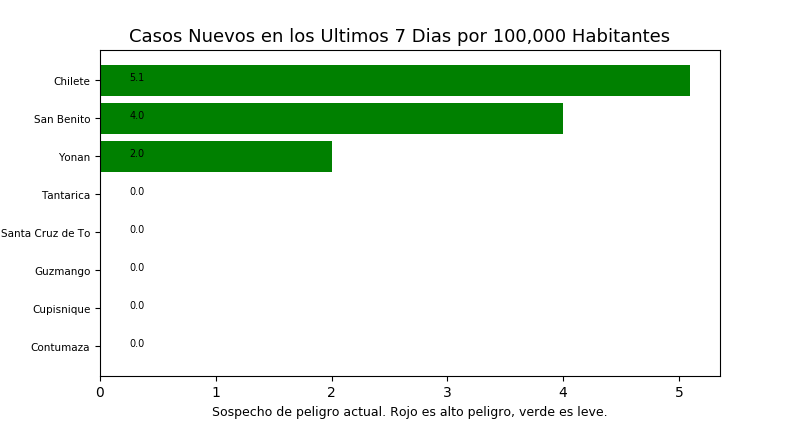 Casos Nuevos en los Ultimos 7 Dias por 100,000 Habitantes
Chilete 5.1
San Benito 4.0
Yonan 2.0
Tantarica 0.0
Santa Cruz de To 0.0
Guzmango 0.0
Cupisnique 0.0
Contumaza 0.0
0 1 2 3 4 5
Sospecho de peligro actual. Rojo es alto peligro, verde es leve.